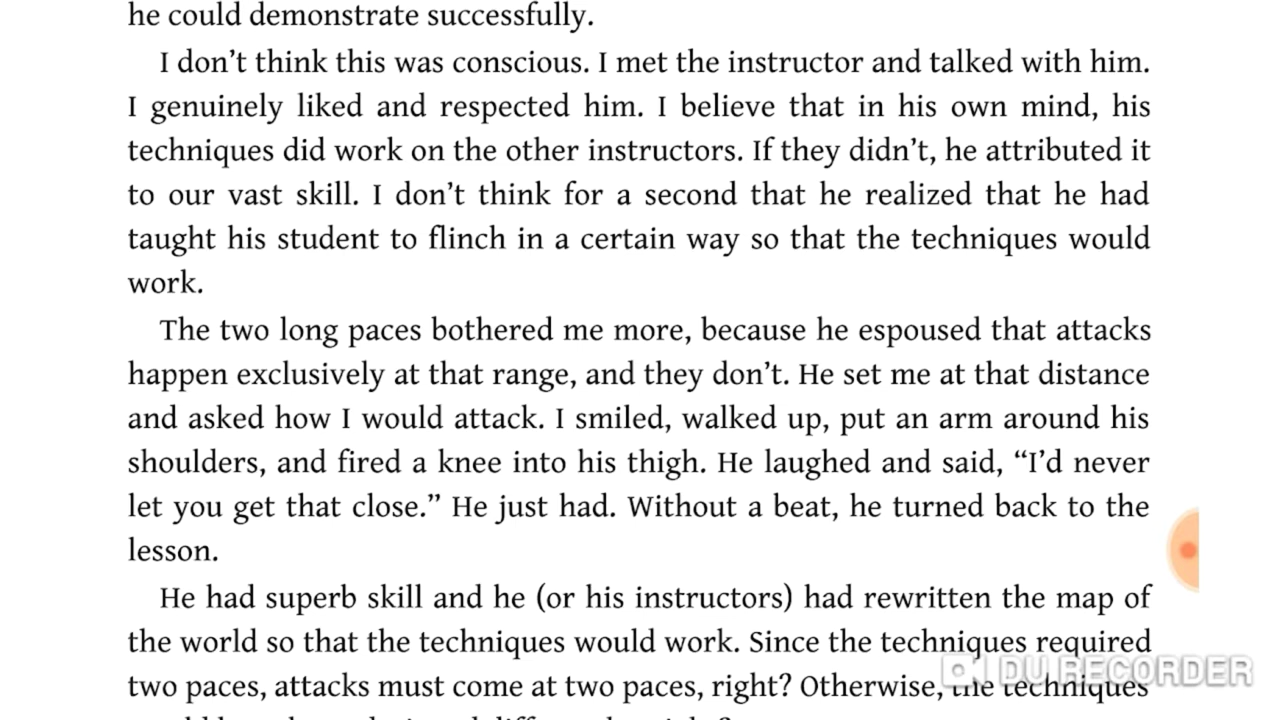 he could demonstrate successfully.
I don’t think this was conscious. I met the instructor and talked with him.
I genuinely liked and respected him. I believe that in his own mind, his
techniques did work on the other instructors. If they didn’t, he attributed it
to our vast skill. I don’t think for a second that he realized that he had
taught his student to flinch in a certain way so that the techniques would
work.
The two long paces bothered me more, because he espoused that attacks
happen exclusively at that range, and they don’t. He set me at that distance
and asked how I would attack. I smiled, walked up, put an arm around his
shoulders, and fired a knee into his thigh. He laughed and said, “I’d never
let you get that close.” He just had. Without a beat, he turned back to the
lesson.
He had superb skill and he (or his instructors) had rewritten the map of
the world so that the techniques would work. Since the techniques required
two paces, attacks must come at two paces, right? Otherwise, the techniques
DU RECORDER